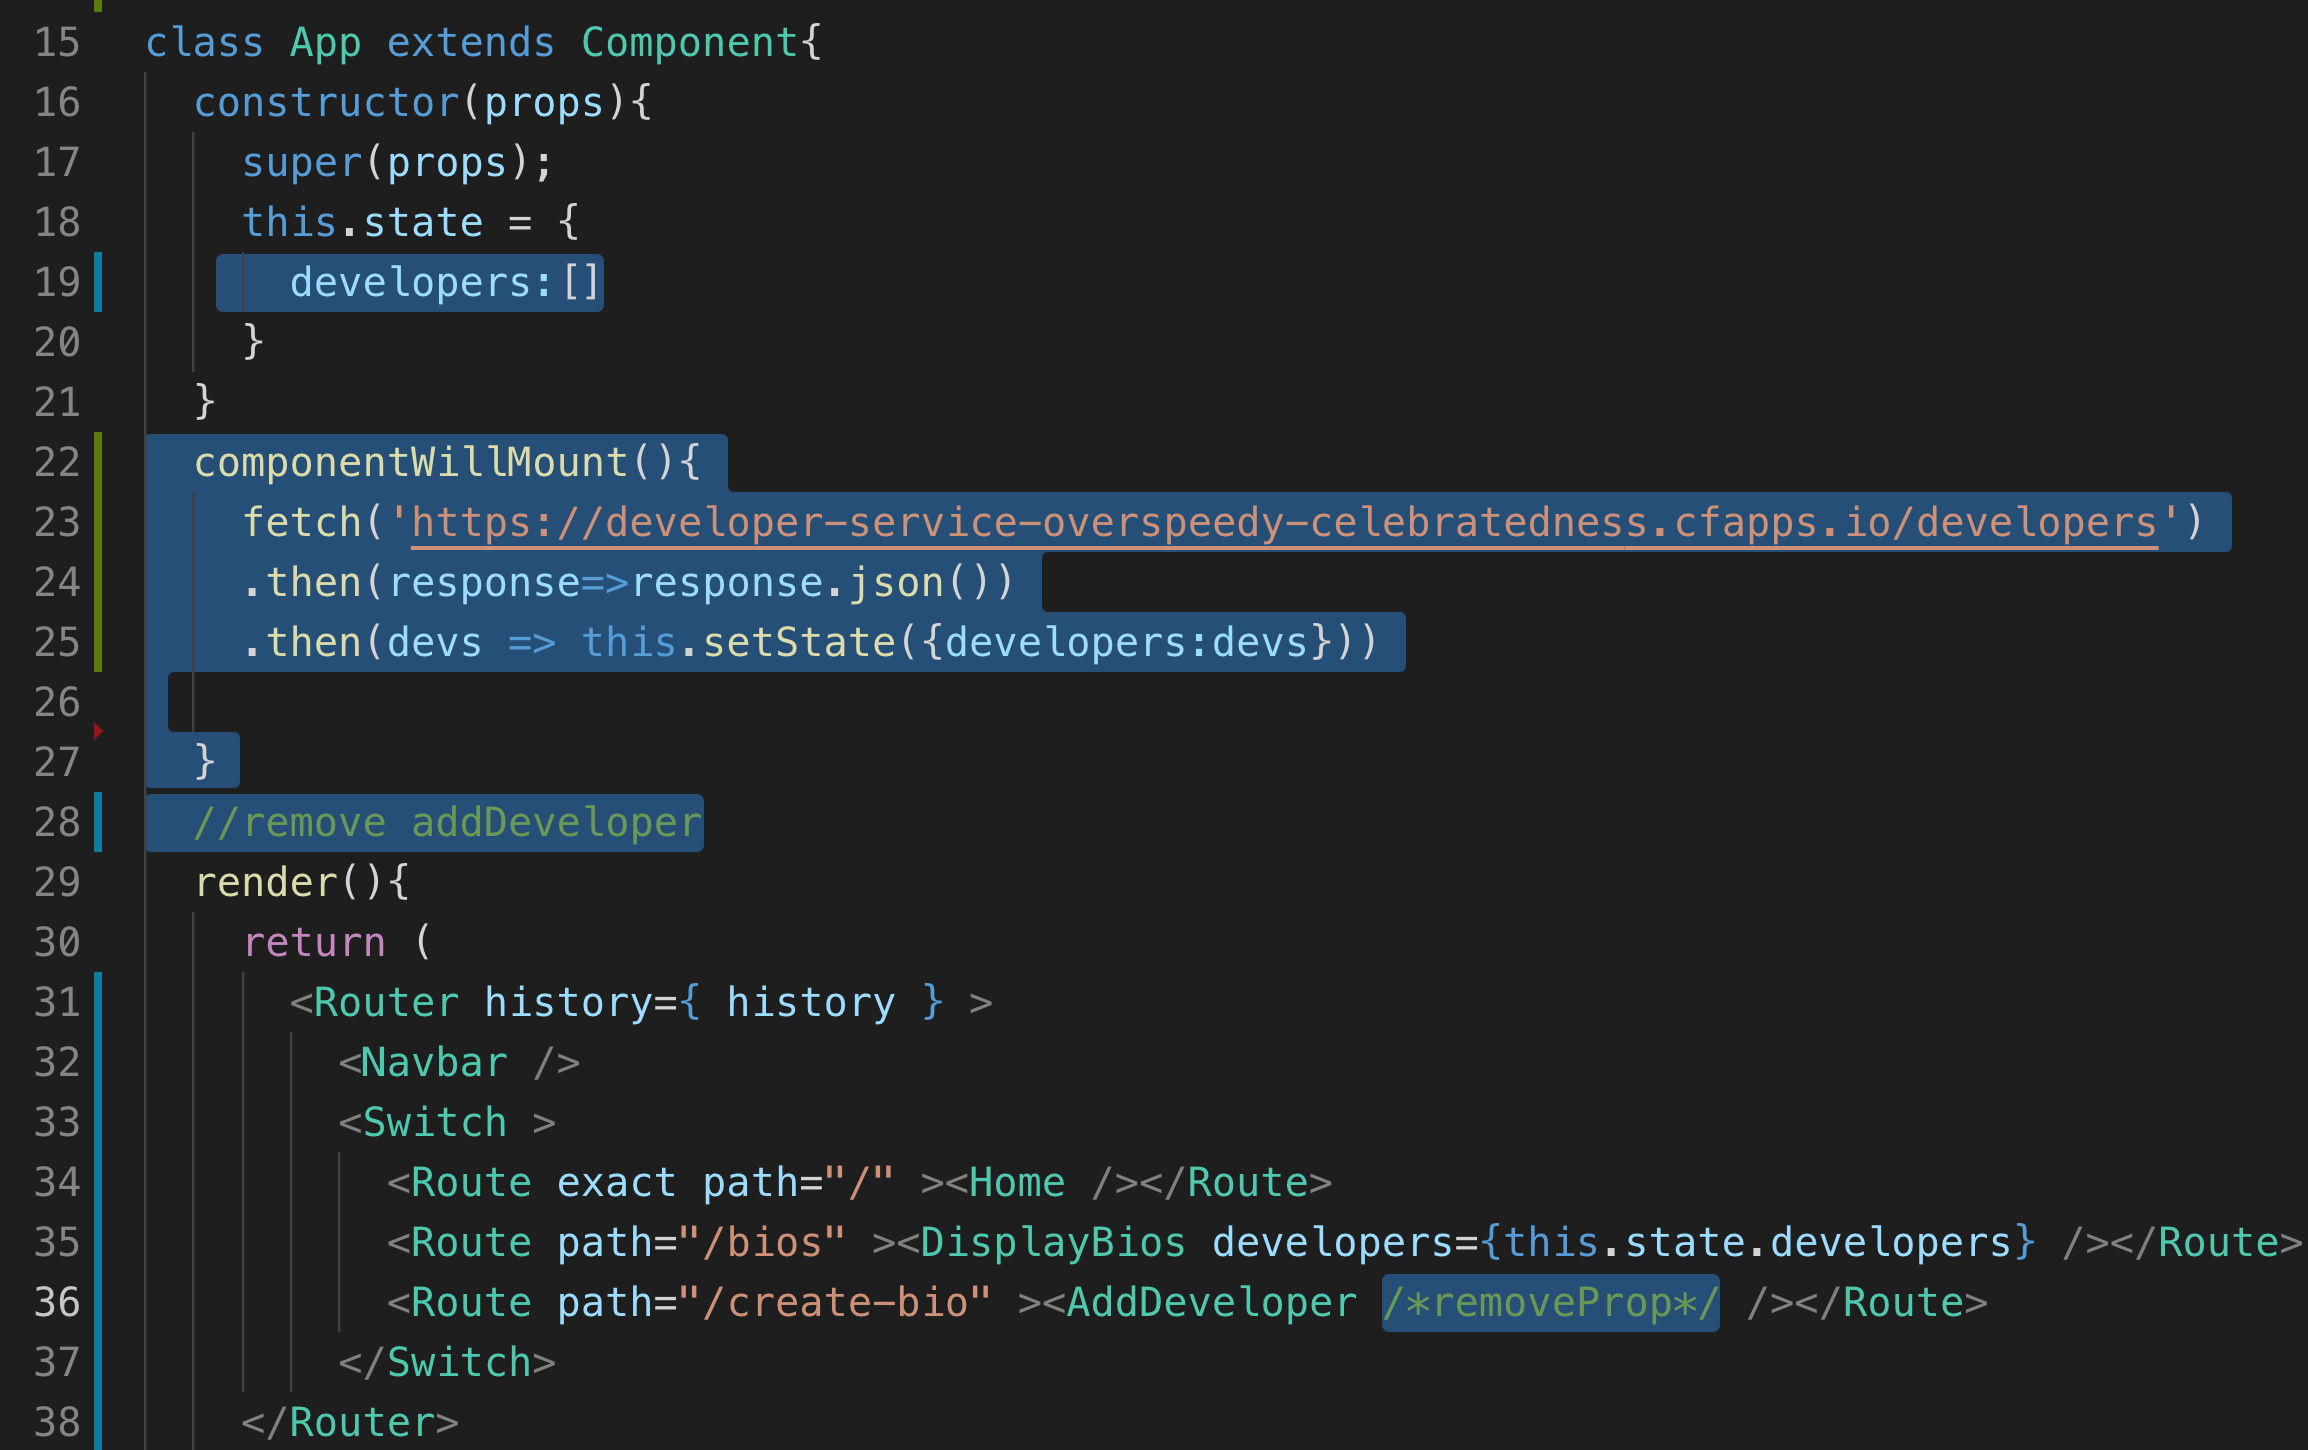 15 class App extends Component{
16 constructor(props){
17 super(props);
18 this.state = {
19 developers:[]
20 }
21 }
22 componentWillMount(){
23 fetch('https://developer-service-overspeedy-celebratedness.cfapps.io/developers')
24 .then(response=>response.json())
25 .then(devs => this.setState({developers:devs}))
26
27 }
28 //remove addDeveloper
29 render(){
30 return (
31 <Router history={ history } >
32 <Navbar />
33 <Switch >
34 <Route exact path="/" ><Home /></Route>
35 <Route path="/bios" ><DisplayBios developers={this.state.developers} /></Route>
36 <Route path="/create-bio" ><AddDeveloper /*removeProp*/ /></Route>
37 </Switch>
38 </Router>